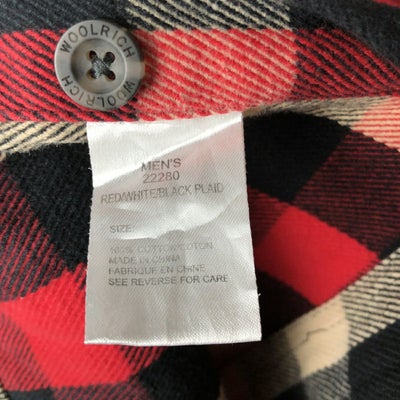 WOOLRICH
WOOLRICH
MEN'S
22280
RED/WHITE/BLACK PLAID
SIZE:
100% COTTON/COTON
MADE IN CHINA
FABRIQUE EN CHINE
SEE REVERSE FOR CARE